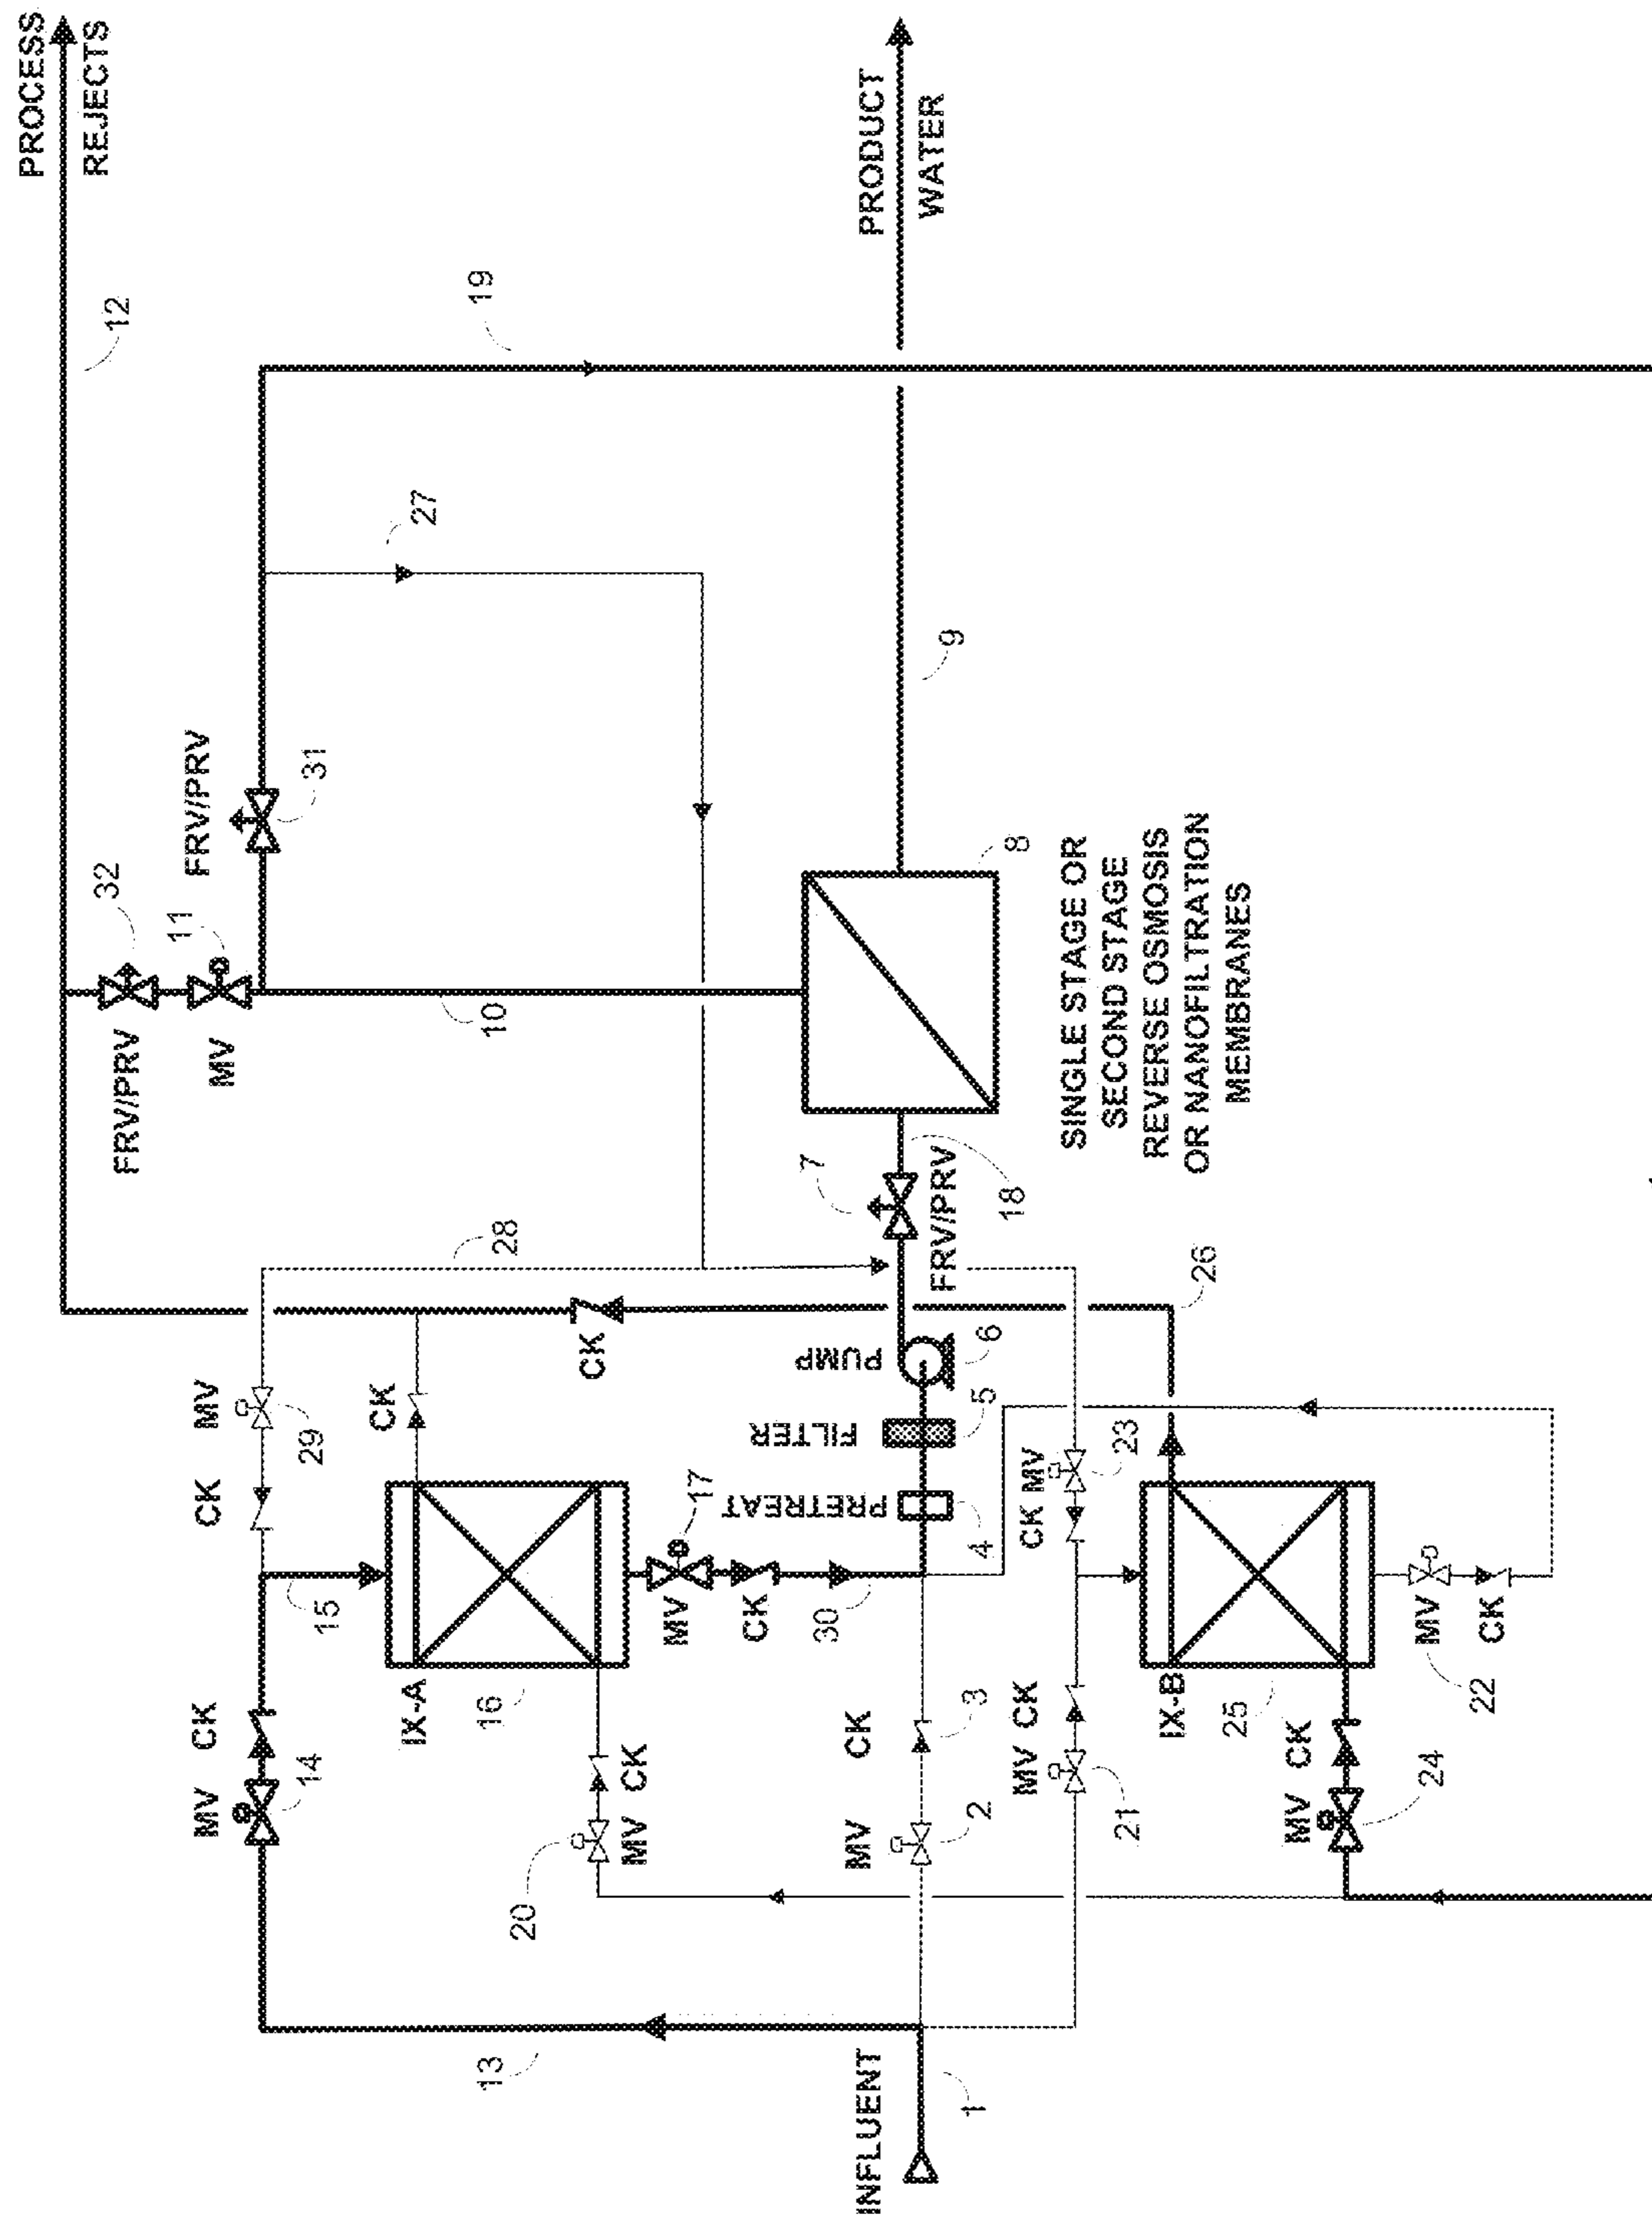 PROCESS
REJECTS
12
19
PRODUCT
WATER
27
9
FRV/PRV
31
32
11
FRV/PRV
MV
10
8
SINGLE STAGE OR
SECOND STAGE
REVERSE OSMOSIS
OR NANOFILTRATION
MEMBRANES
7
FRV/PRV
18
28
26
MV
29
CK
CK
CK
PUMP
6
FILTER
5
PRETREAT
4
MV
CK
23
15
IX-A
16
17
MV
CK
30
IX-B
25
MV
CK
22
MV
CK
14
20
MV
CK
MV
CK
2
3
MV
CK
21
MV
CK
24
13
INFLUENT
1